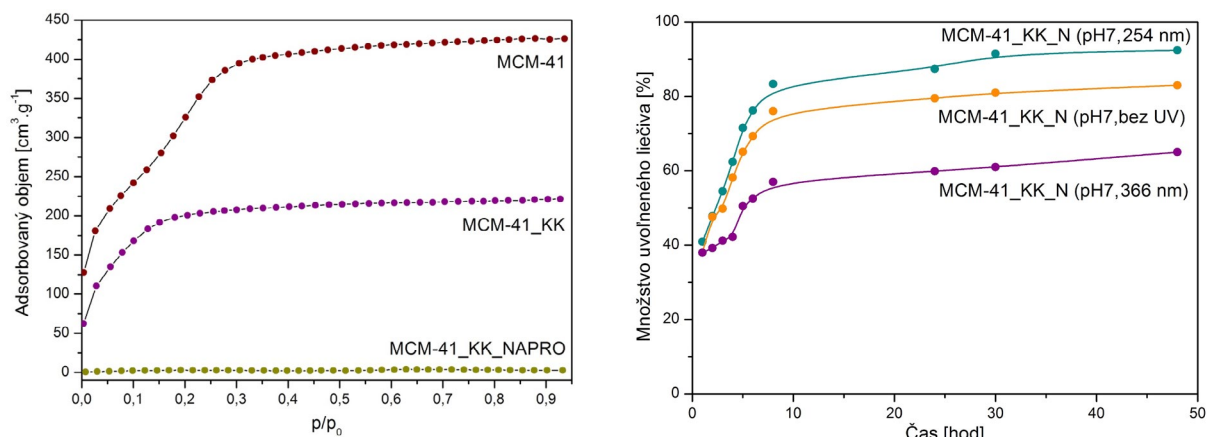 450
400
350
300
250
200
150
100
50
0
Adsorbovaný objem [cm³.g⁻¹]
MCM-41
MCM-41_KK
MCM-41_KK_NAPRO
0,0 0,1 0,2 0,3 0,4 0,5 0,6 0,7 0,8 0,9
p/p₀
100
80
60
40
20
0
Množstvo uvoľneného liečiva [%]
MCM-41_KK_N (pH7,254 nm)
MCM-41_KK_N (pH7,bez UV)
MCM-41_KK_N (pH7,366 nm)
0 10 20 30 40 50
Čas [hod]